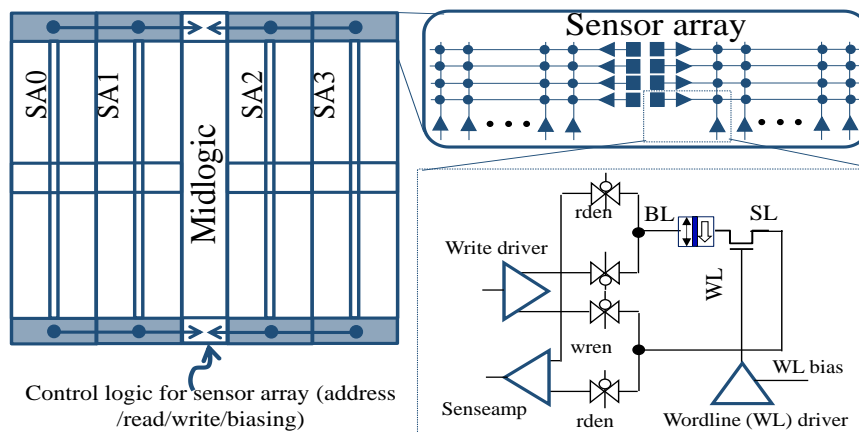 SA0
SA1
Midlogic
SA2
SA3
Control logic for sensor array (address
/read/write/biasing)
Sensor array
rden
BL
SL
Write driver
WL
wren
Senseamp
rden
WL bias
Wordline (WL) driver